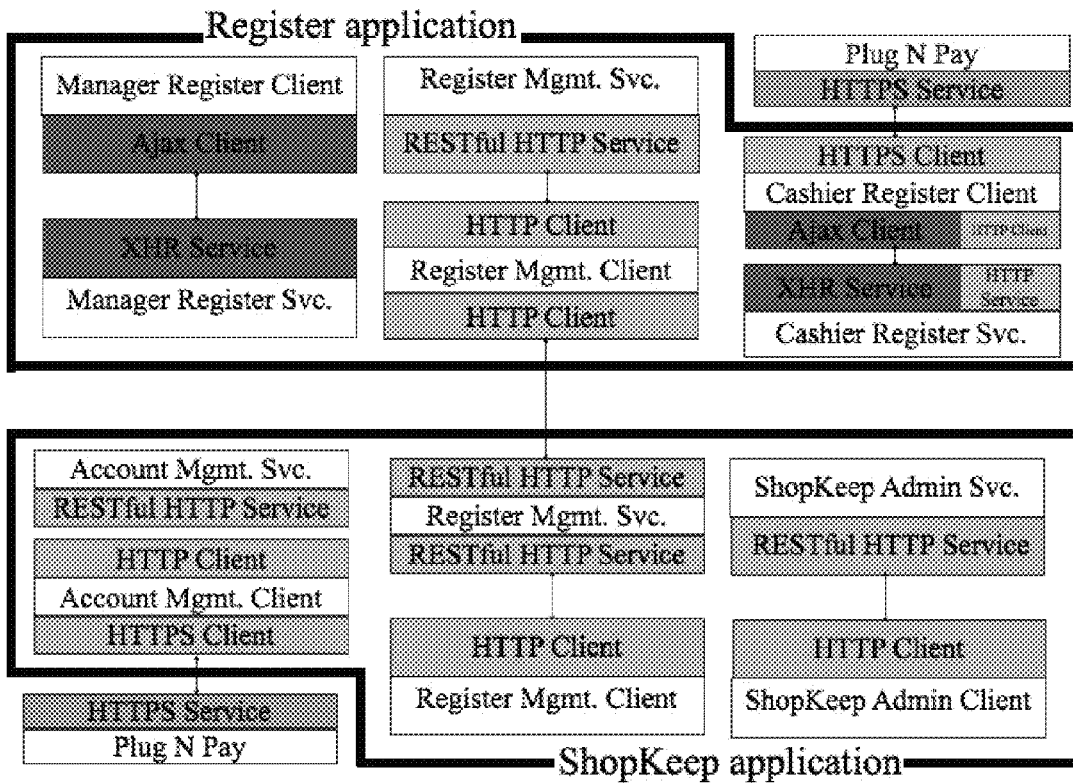 Register application
Manager Register Client
Ajax Client
XHR Service
Manager Register Svc.
Register Mgmt. Svc.
RESTful HTTP Service
HTTP Client
Register Mgmt. Client
HTTP Client
Plug N Pay
HTTPS Service
HTTPS Client
Cashier Register Client
Ajax Client
HTTP Client
XHR Service
HTTP
Service
Cashier Register Svc.
Account Mgmt. Svc.
RESTful HTTP Service
HTTP Client
Account Mgmt. Client
HTTPS Client
HTTPS Service
Plug N Pay
RESTful HTTP Service
Register Mgmt. Svc.
RESTful HTTP Service
HTTP Client
Register Mgmt. Client
ShopKeep Admin Svc.
RESTful HTTP Service
HTTP Client
ShopKeep Admin Client
ShopKeep application